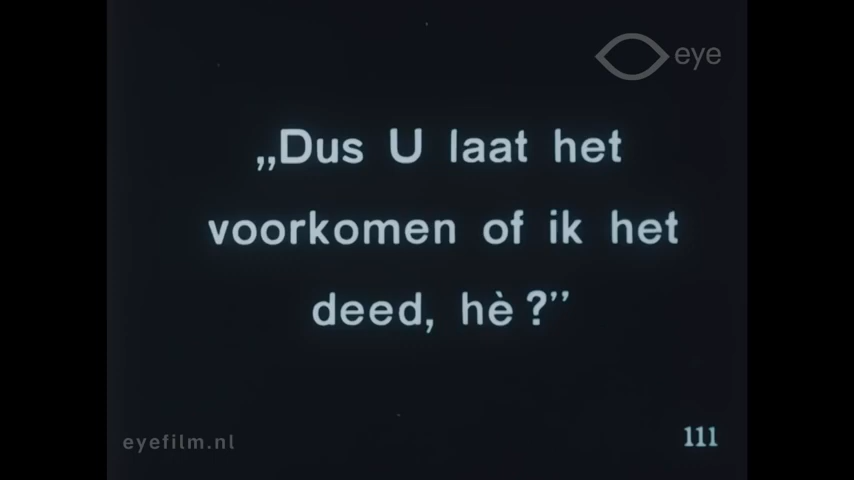 eye
„Dus U laat het
voorkomen of ik het
deed, hè?”
eyefilm.nl
111